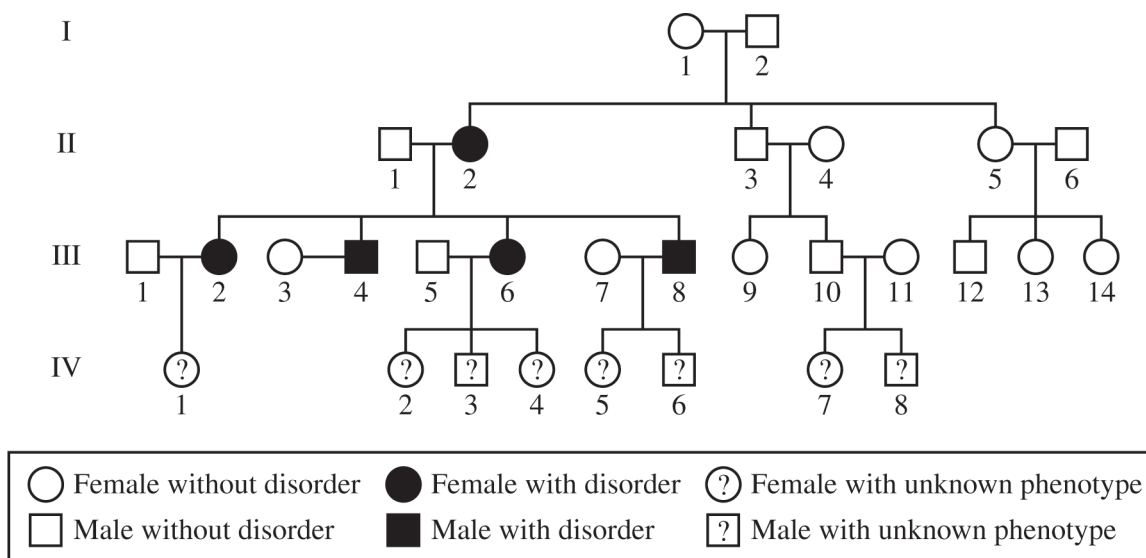 I
1 2
II
1 2 3 4 5 6
III
1 2 3 4 5 6 7 8 9 10 11 12 13 14
IV
? ? ? ? ? ? ? ?
1 2 3 4 5 6 7 8
Female without disorder Female with disorder ? Female with unknown phenotype
Male without disorder Male with disorder ? Male with unknown phenotype